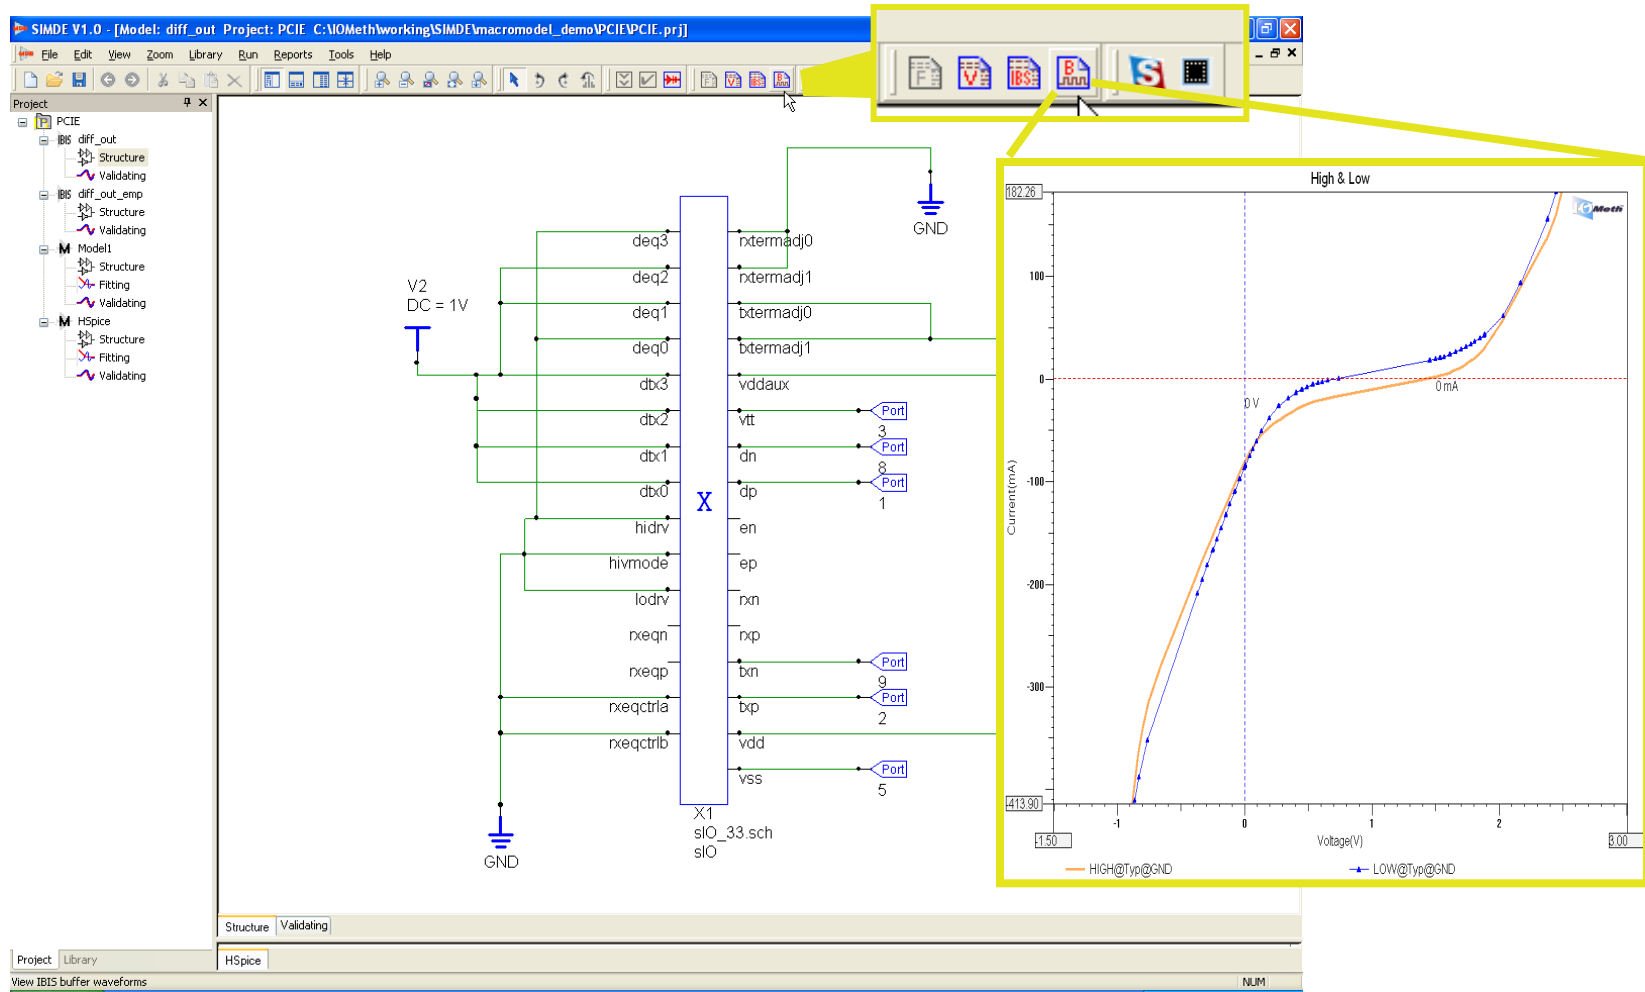 SIMDE V1.0 - [Model: diff_out Project: PCIE C:\IOMeth\working\SIMDE\macromodel_demo\PCIE\PCIE.prj]
File Edit View Zoom Library Run Reports Tools Help
F V IBS B
F V IBS B S
Project
PCIE
IBIS diff_out
Structure
Validating
IBIS diff_out_emp
Structure
Validating
M Model1
Structure
Fitting
Validating
M HSpice
Structure
Fitting
Validating
V2
DC = 1V
GND
deq3
deq2
deq1
deq0
dtx3
dtx2
dtx1
dtx0
hidrv
hivmode
lodrv
rxeqn
rxeqp
rxeqctrla
rxeqctrlb
X
rxtermadj0
rxtermadj1
txtermadj0
txtermadj1
vddaux
vtt
dn
dp
en
ep
rxn
rxp
txn
txp
vdd
vss
Port
3
Port
8
Port
1
Port
9
Port
2
Port
5
GND
X1
sIO_33.sch
sIO
High & Low
IO Meth
182.26
100
0
-100
-200
-300
-413.90
Current(mA)
0 V
0 mA
-1
0
1
2
-1.50
Voltage(V)
3.00
HIGH@Typ@GND
LOW@Typ@GND
Structure Validating
Project Library
HSpice
View IBIS buffer waveforms
NUM